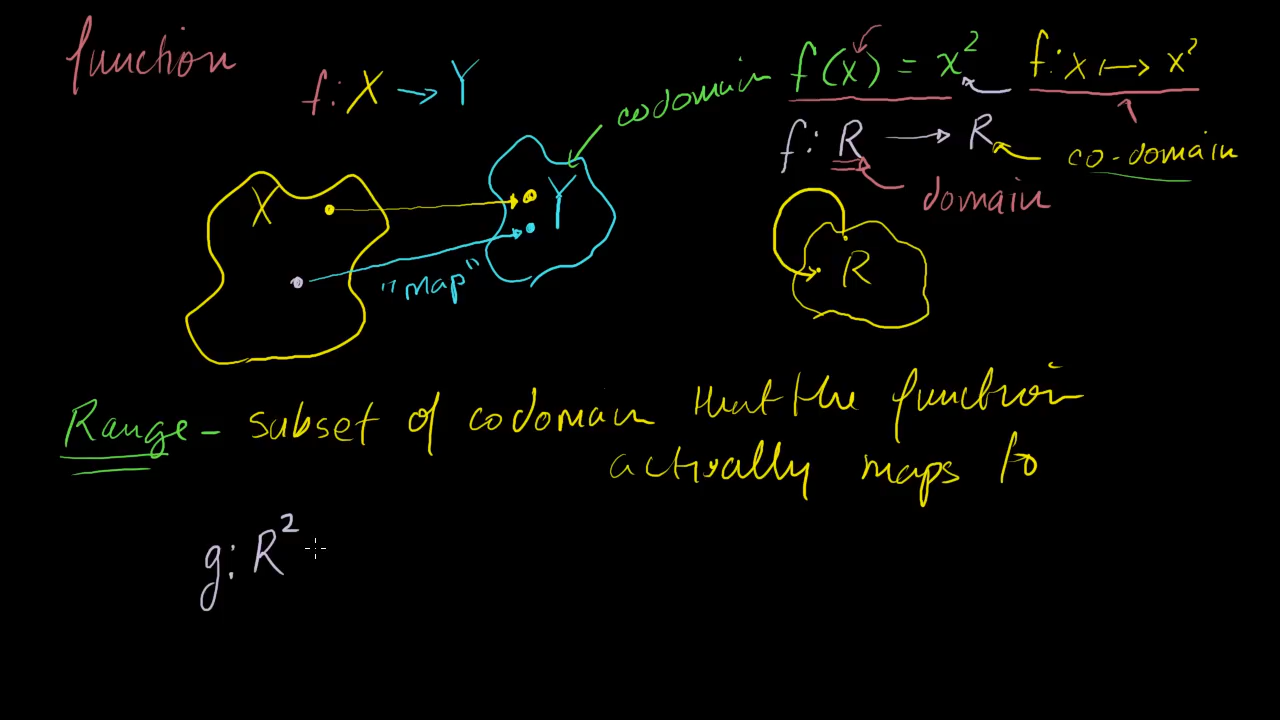 function
f: X → Y
codomain
f(x) = x²
f: x ↦ x²
f: R → R
co-domain
domain
X
Y
"map"
R
Range - subset of codomain that the function
actually maps to
g: R²